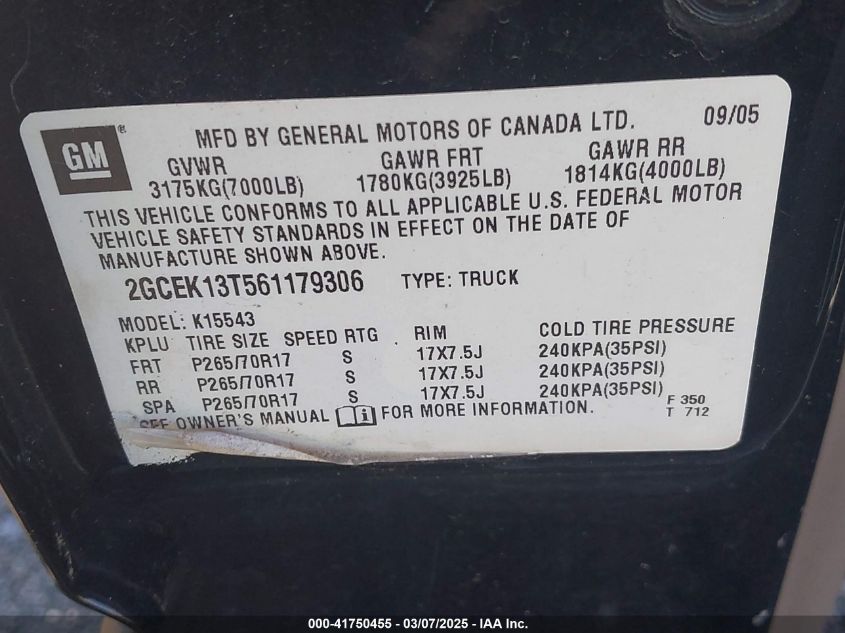 GM®
MFD BY GENERAL MOTORS OF CANADA LTD. 09/05
GVWR GAWR FRT GAWR RR
3175KG(7000LB) 1780KG(3925LB) 1814KG(4000LB)
THIS VEHICLE CONFORMS TO ALL APPLICABLE U.S. FEDERAL MOTOR
VEHICLE SAFETY STANDARDS IN EFFECT ON THE DATE OF
MANUFACTURE SHOWN ABOVE.
2GCEK13T561179306 TYPE: TRUCK
MODEL: K15543
KPLU TIRE SIZE SPEED RTG RIM COLD TIRE PRESSURE
FRT P265/70R17 S 17X7.5J 240KPA(35PSI)
RR P265/70R17 S 17X7.5J 240KPA(35PSI)
SPA P265/70R17 S 17X7.5J 240KPA(35PSI)
SEE OWNER'S MANUAL FOR MORE INFORMATION.
F 350
T 712
000-41750455 - 03/07/2025 - IAAI Inc.